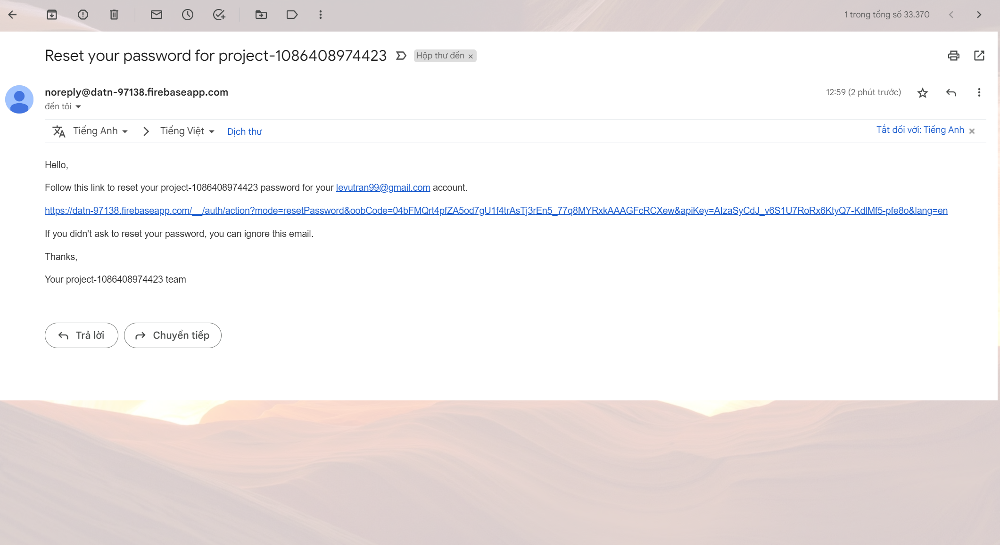 1 trong tổng số 33.370
Reset your password for project-1086408974423 Hộp thư đến ×
noreply@datn-97138.firebaseapp.com
12:59 (2 phút trước)
đến tôi
Tiếng Anh > Tiếng Việt Dịch thư
Tắt đối với: Tiếng Anh ×
Hello,
Follow this link to reset your project-1086408974423 password for your levutran99@gmail.com account.
https://datn-97138.firebaseapp.com/__/auth/action?mode=resetPassword&oobCode=04bFMQrt4pfZA5od7gU1f4trAsTj3rEn5_77q8MYRxkAAAGFcRCXew&apiKey=AIzaSyCdJ_v6S1U7RoRx6KtyQ7-KdlMf5-pfe8o&lang=en
If you didn’t ask to reset your password, you can ignore this email.
Thanks,
Your project-1086408974423 team
Trả lời
Chuyển tiếp